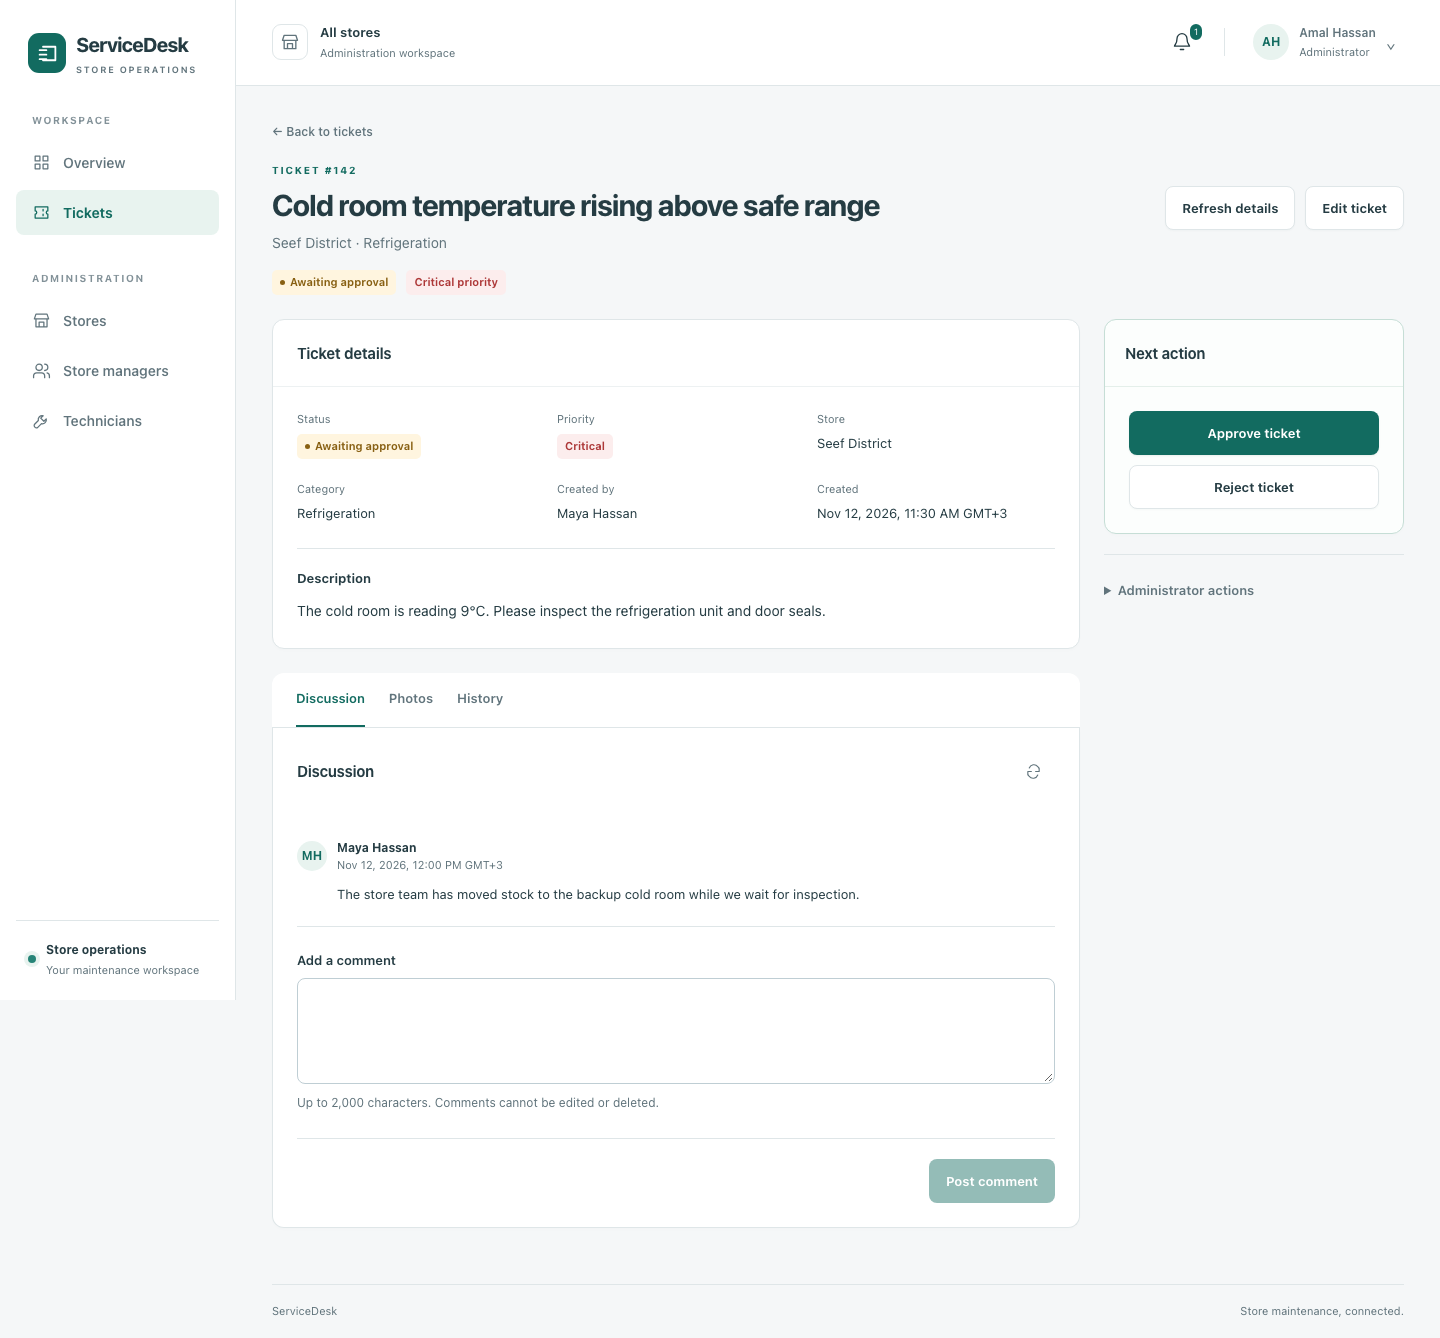 ServiceDesk
STORE OPERATIONS
WORKSPACE
Overview
Tickets
ADMINISTRATION
Stores
Store managers
Technicians
Store operations
Your maintenance workspace
All stores
Administration workspace
1
AH
Amal Hassan
Administrator
← Back to tickets
TICKET #142
Cold room temperature rising above safe range
Seef District · Refrigeration
Awaiting approval
Critical priority
Refresh details
Edit ticket
Ticket details
Status
Priority
Store
Awaiting approval
Critical
Seef District
Category
Created by
Created
Refrigeration
Maya Hassan
Nov 12, 2026, 11:30 AM GMT+3
Description
The cold room is reading 9°C. Please inspect the refrigeration unit and door seals.
Next action
Approve ticket
Reject ticket
Administrator actions
Discussion
Photos
History
Discussion
MH
Maya Hassan
Nov 12, 2026, 12:00 PM GMT+3
The store team has moved stock to the backup cold room while we wait for inspection.
Add a comment
Up to 2,000 characters. Comments cannot be edited or deleted.
Post comment
ServiceDesk
Store maintenance, connected.